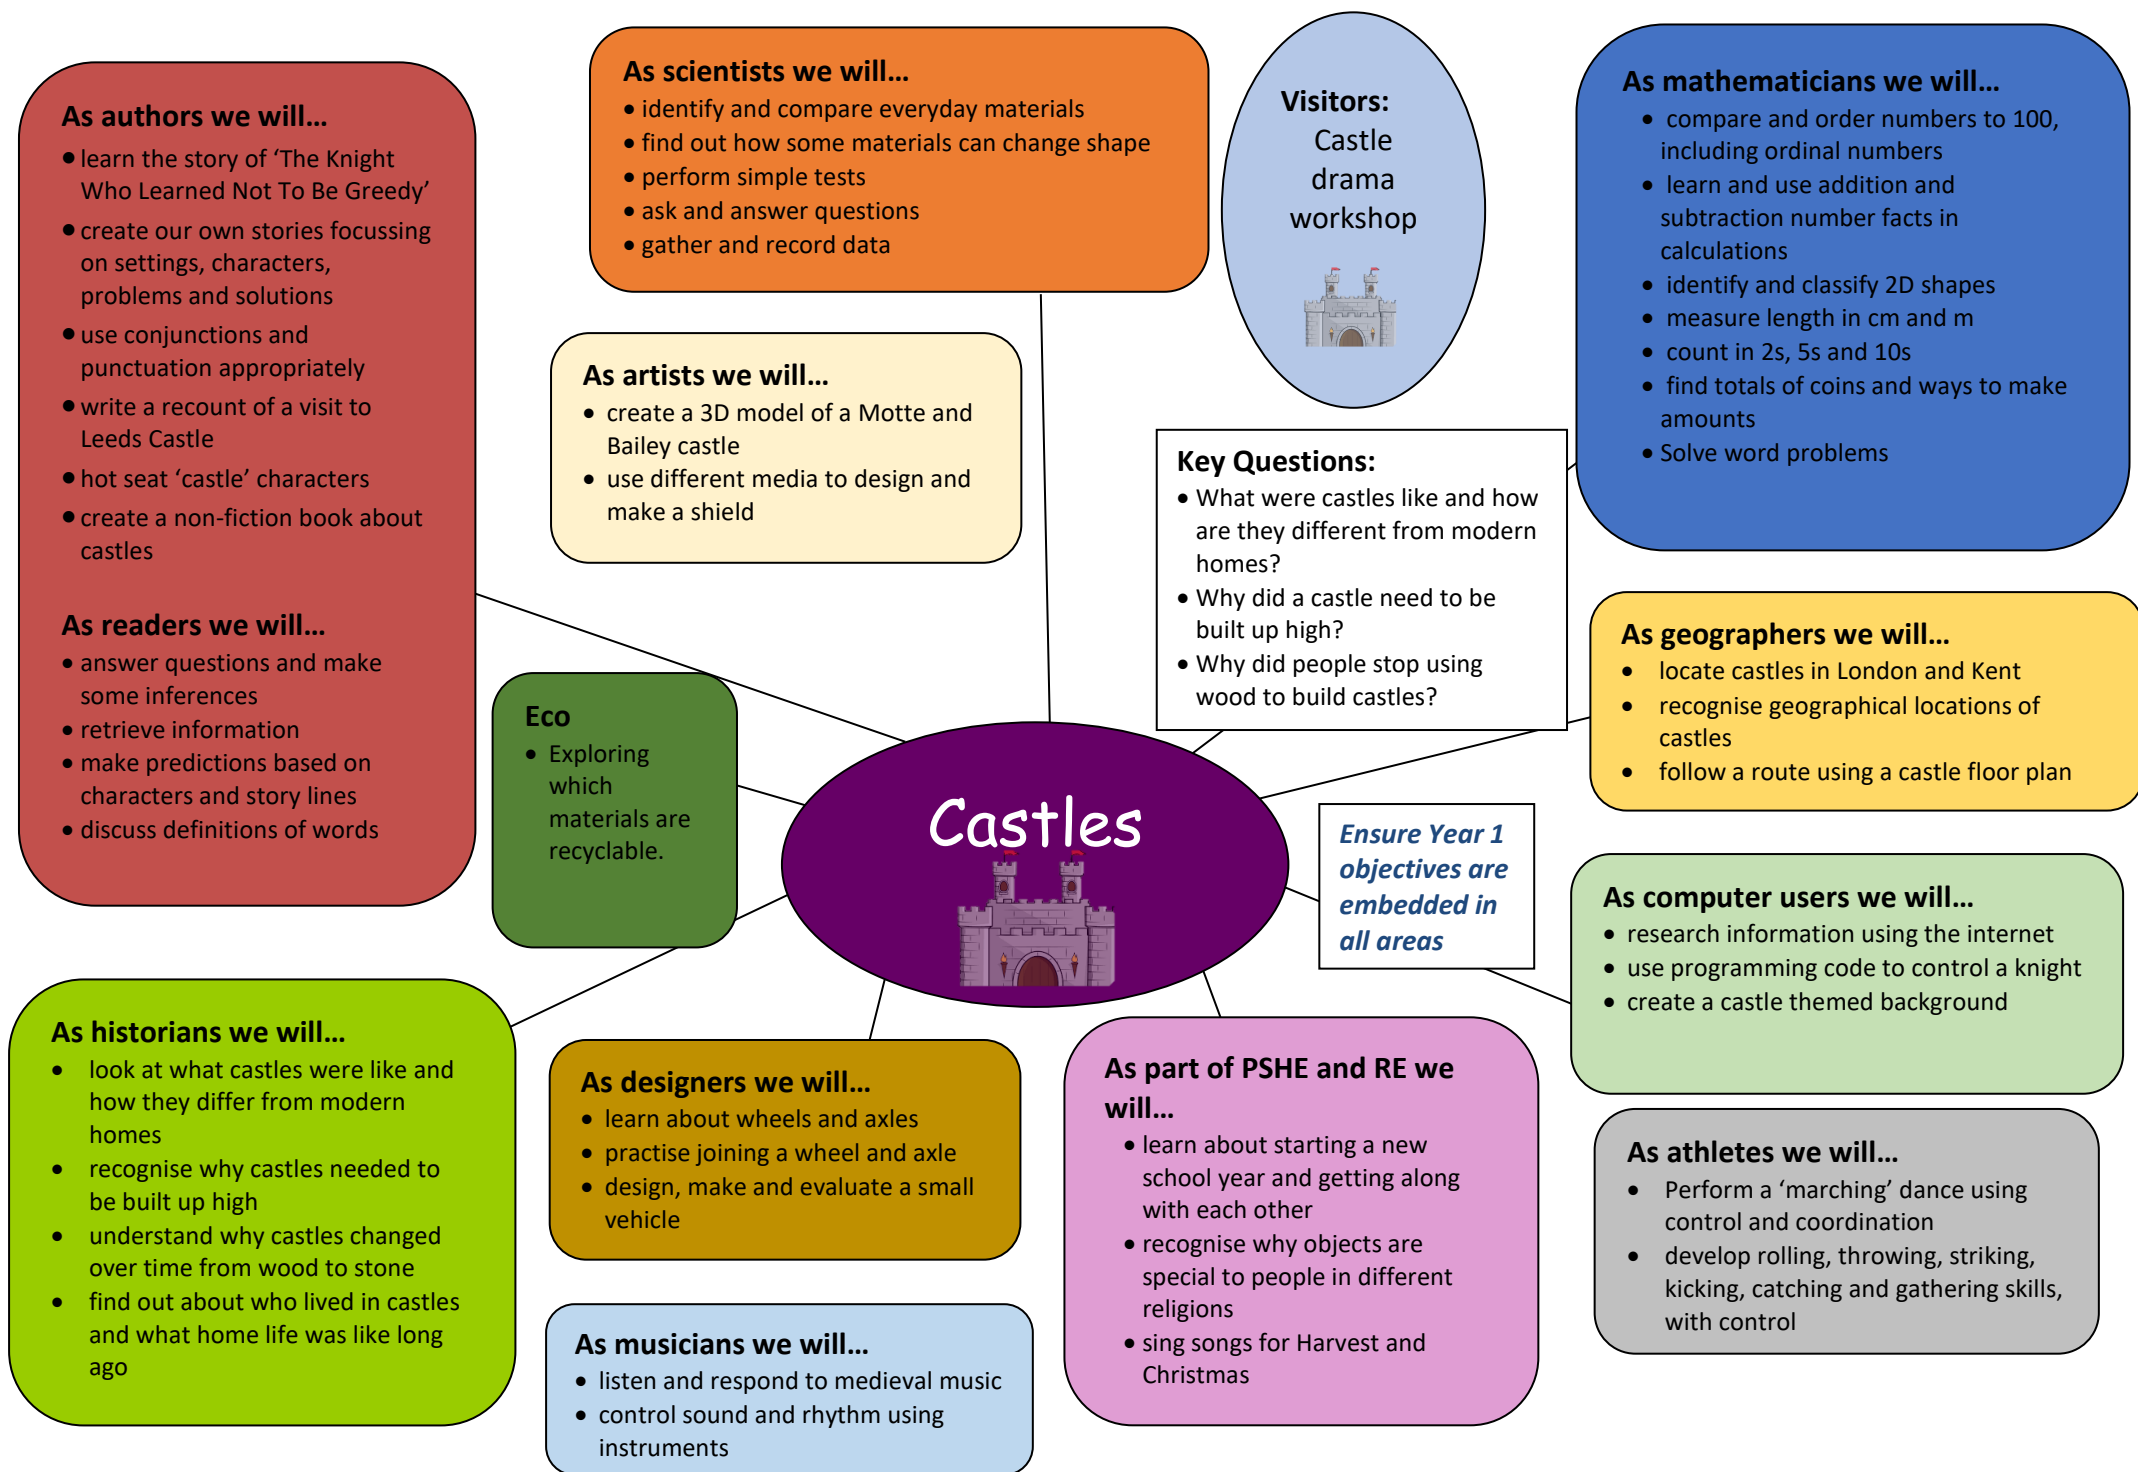 As authors we will...
• learn the story of ‘The Knight
Who Learned Not To Be Greedy’
• create our own stories focussing
on settings, characters,
problems and solutions
• use conjunctions and
punctuation appropriately
• write a recount of a visit to
Leeds Castle
• hot seat ‘castle’ characters
• create a non-fiction book about
castles
As readers we will...
• answer questions and make
some inferences
• retrieve information
• make predictions based on
characters and story lines
• discuss definitions of words
As scientists we will...
• identify and compare everyday materials
• find out how some materials can change shape
• perform simple tests
• ask and answer questions
• gather and record data
Visitors:
Castle
drama
workshop
As mathematicians we will...
• compare and order numbers to 100,
including ordinal numbers
• learn and use addition and
subtraction number facts in
calculations
• identify and classify 2D shapes
• measure length in cm and m
• count in 2s, 5s and 10s
• find totals of coins and ways to make
amounts
• Solve word problems
As artists we will...
• create a 3D model of a Motte and
Bailey castle
• use different media to design and
make a shield
Key Questions:
• What were castles like and how
are they different from modern
homes?
• Why did a castle need to be
built up high?
• Why did people stop using
wood to build castles?
As geographers we will...
• locate castles in London and Kent
• recognise geographical locations of
castles
• follow a route using a castle floor plan
Eco
• Exploring
which
materials are
recyclable.
Castles
Ensure Year 1
objectives are
embedded in
all areas
As computer users we will...
• research information using the internet
• use programming code to control a knight
• create a castle themed background
As historians we will...
• look at what castles were like and
how they differ from modern
homes
• recognise why castles needed to
be built up high
• understand why castles changed
over time from wood to stone
• find out about who lived in castles
and what home life was like long
ago
As designers we will...
• learn about wheels and axles
• practise joining a wheel and axle
• design, make and evaluate a small
vehicle
As musicians we will...
• listen and respond to medieval music
• control sound and rhythm using
instruments
As part of PSHE and RE we
will...
• learn about starting a new
school year and getting along
with each other
• recognise why objects are
special to people in different
religions
• sing songs for Harvest and
Christmas
As athletes we will...
• Perform a ‘marching’ dance using
control and coordination
• develop rolling, throwing, striking,
kicking, catching and gathering skills,
with control